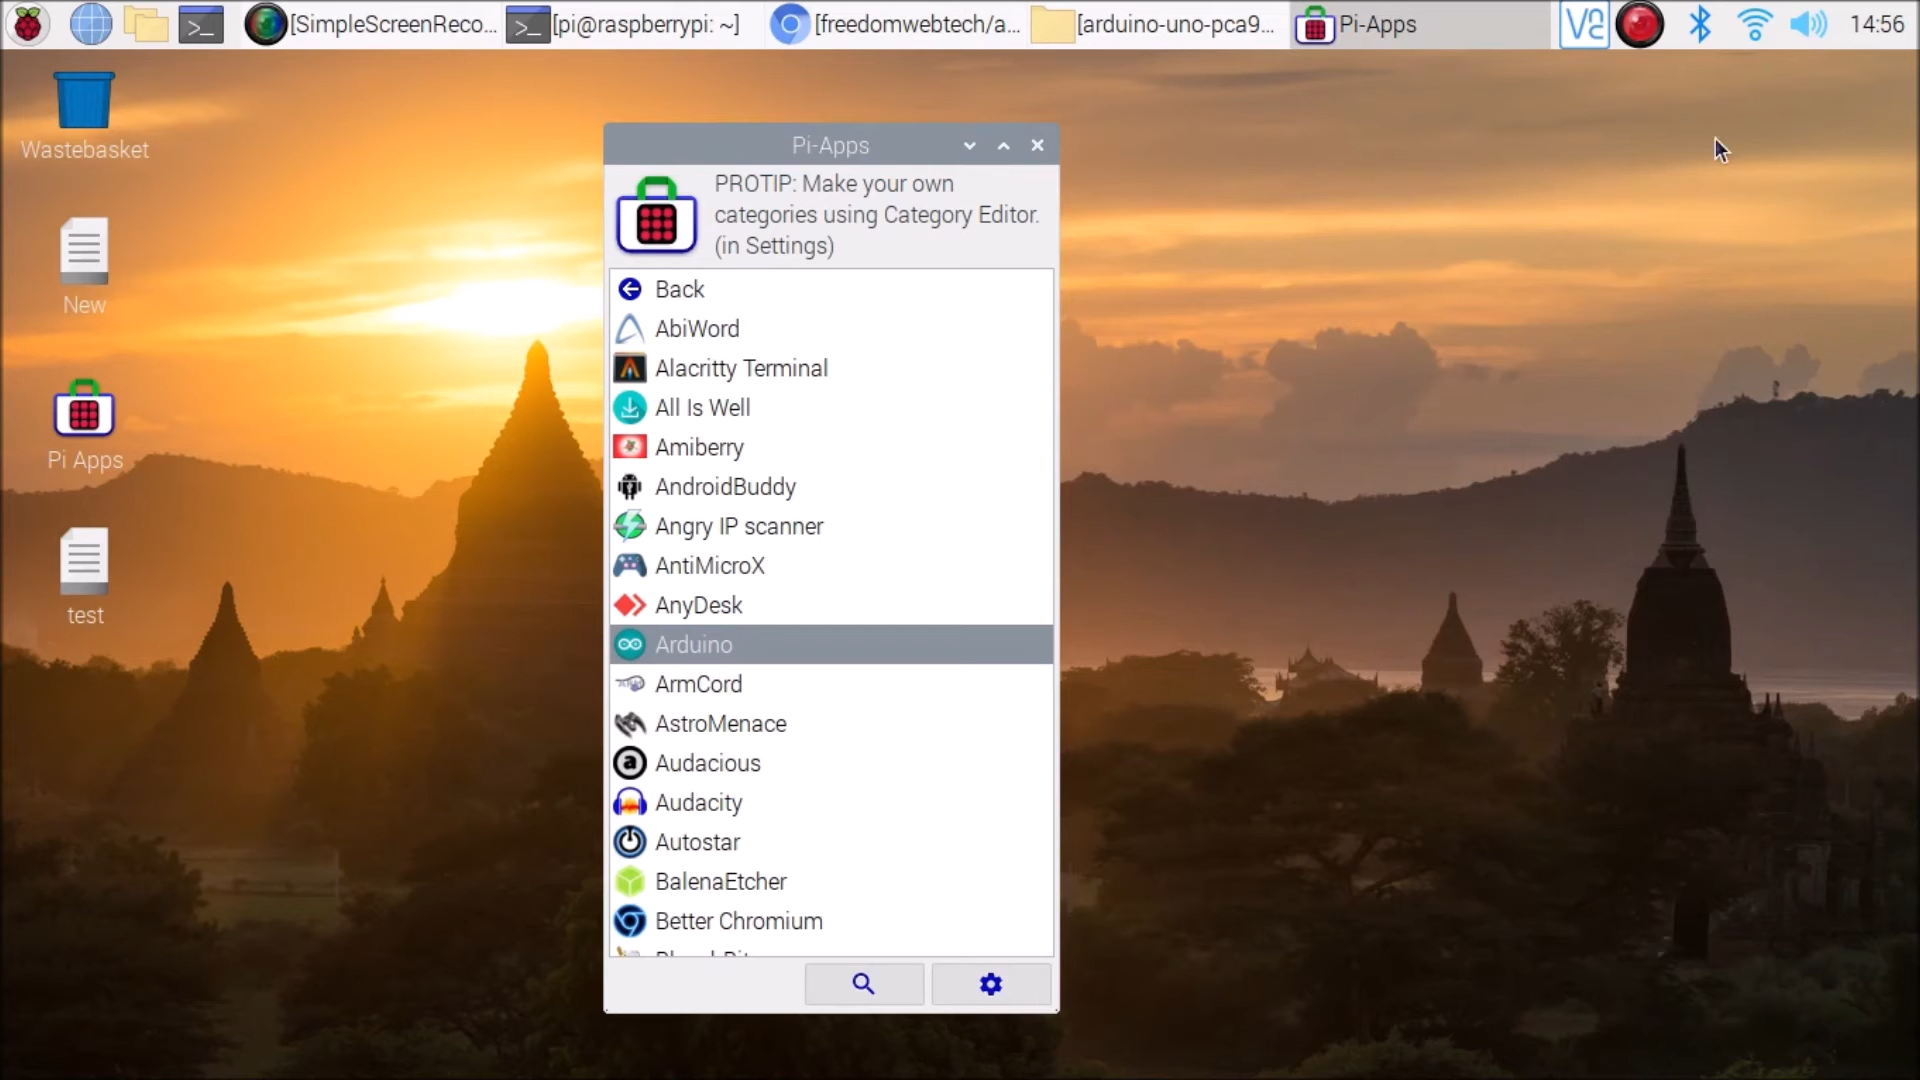 [SimpleScreenReco...
[pi@raspberrypi: ~]
[freedomwebtech/a...
[arduino-uno-pca9...
Pi-Apps
14:56
Wastebasket
New
Pi Apps
test
Pi-Apps
PROTIP: Make your own
categories using Category Editor.
(in Settings)
Back
AbiWord
Alacritty Terminal
All Is Well
Amiberry
AndroidBuddy
Angry IP scanner
AntiMicroX
AnyDesk
Arduino
ArmCord
AstroMenace
Audacious
Audacity
Autostar
BalenaEtcher
Better Chromium